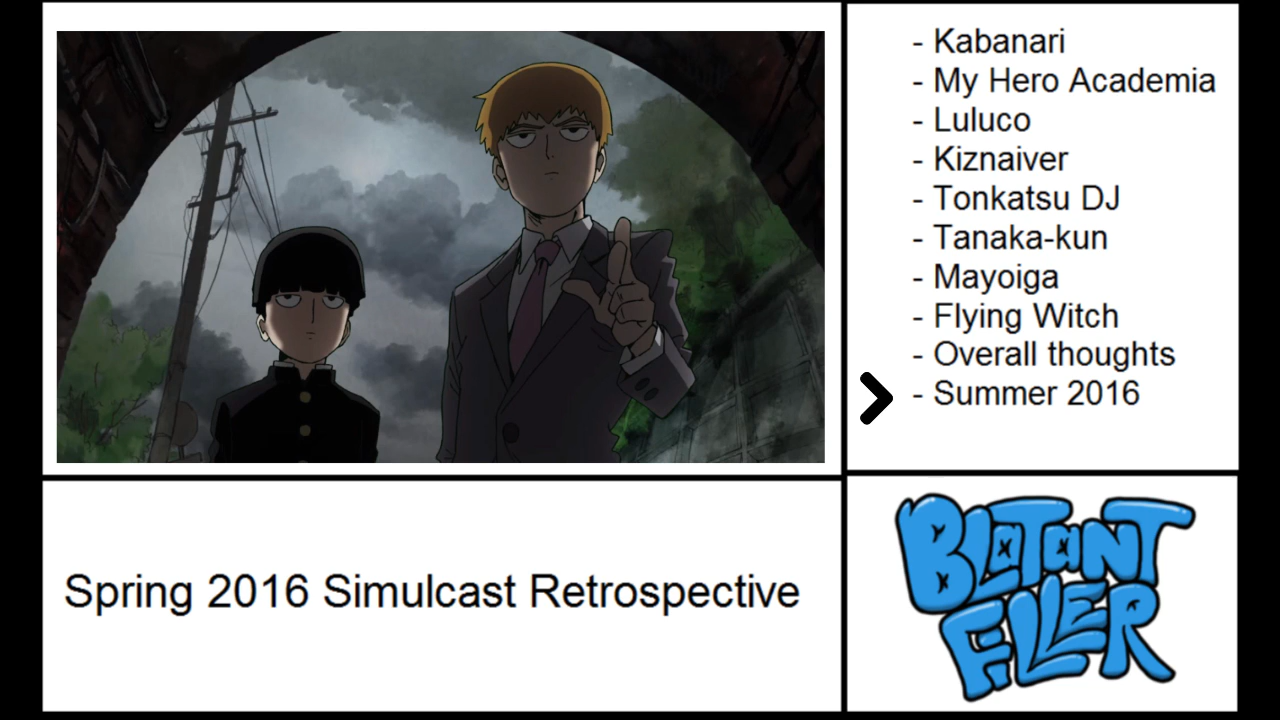 - Kabanari
- My Hero Academia
- Luluco
- Kiznaiver
- Tonkatsu DJ
- Tanaka-kun
- Mayoiga
- Flying Witch
- Overall thoughts
- Summer 2016
Spring 2016 Simulcast Retrospective
BLaTaNT
FiLLER